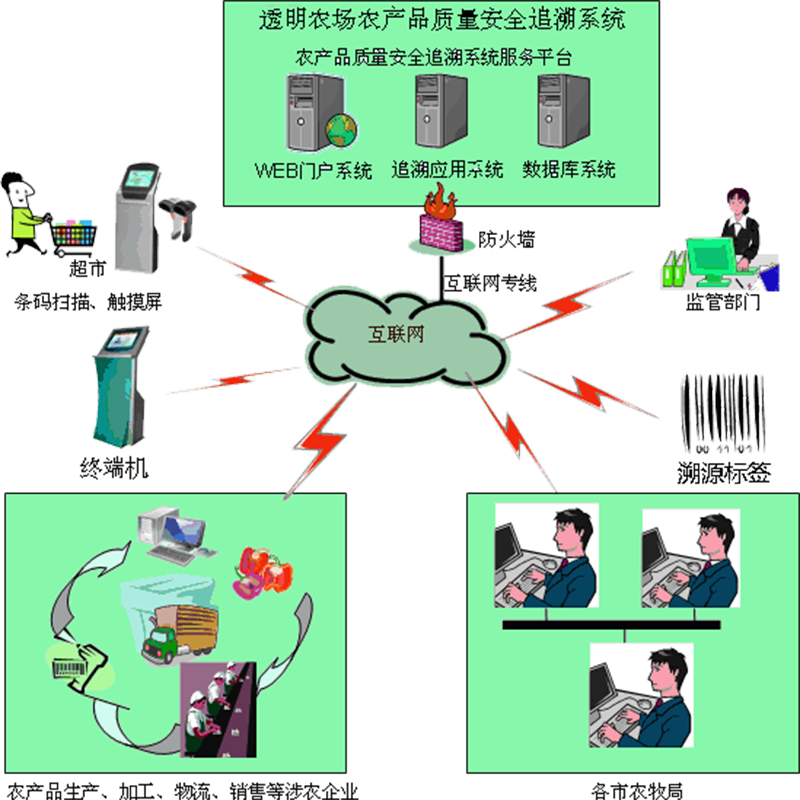 透明农场农产品质量安全追溯系统
农产品质量安全追溯系统服务平台
WEB门户系统
追溯应用系统
数据库系统
防火墙
互联网专线
超市
条码扫描、触摸屏
监管部门
互联网
终端机
00 11 01
溯源标签
农产品生产、加工、物流、销售等涉农企业
各市农牧局